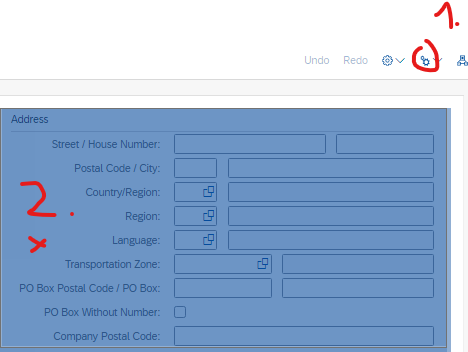 1.
Undo Redo
Address
Street / House Number:
Postal Code / City:
Country/Region:
2.
Region:
x
Language:
Transportation Zone:
PO Box Postal Code / PO Box:
PO Box Without Number:
Company Postal Code: